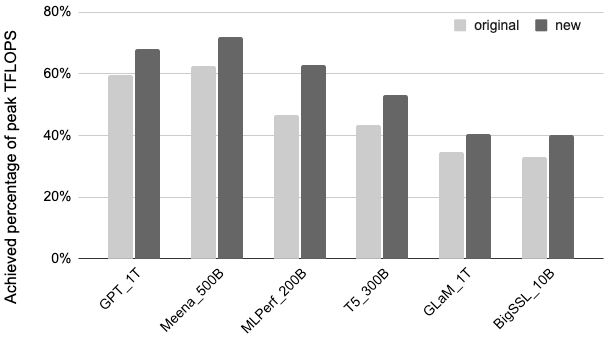 Achieved percentage of peak TFLOPS
original
new
80%
60%
40%
20%
0%
GPT_1T
Meena_500B
MLPerf_200B
T5_300B
GLaM_1T
BigSSL_10B